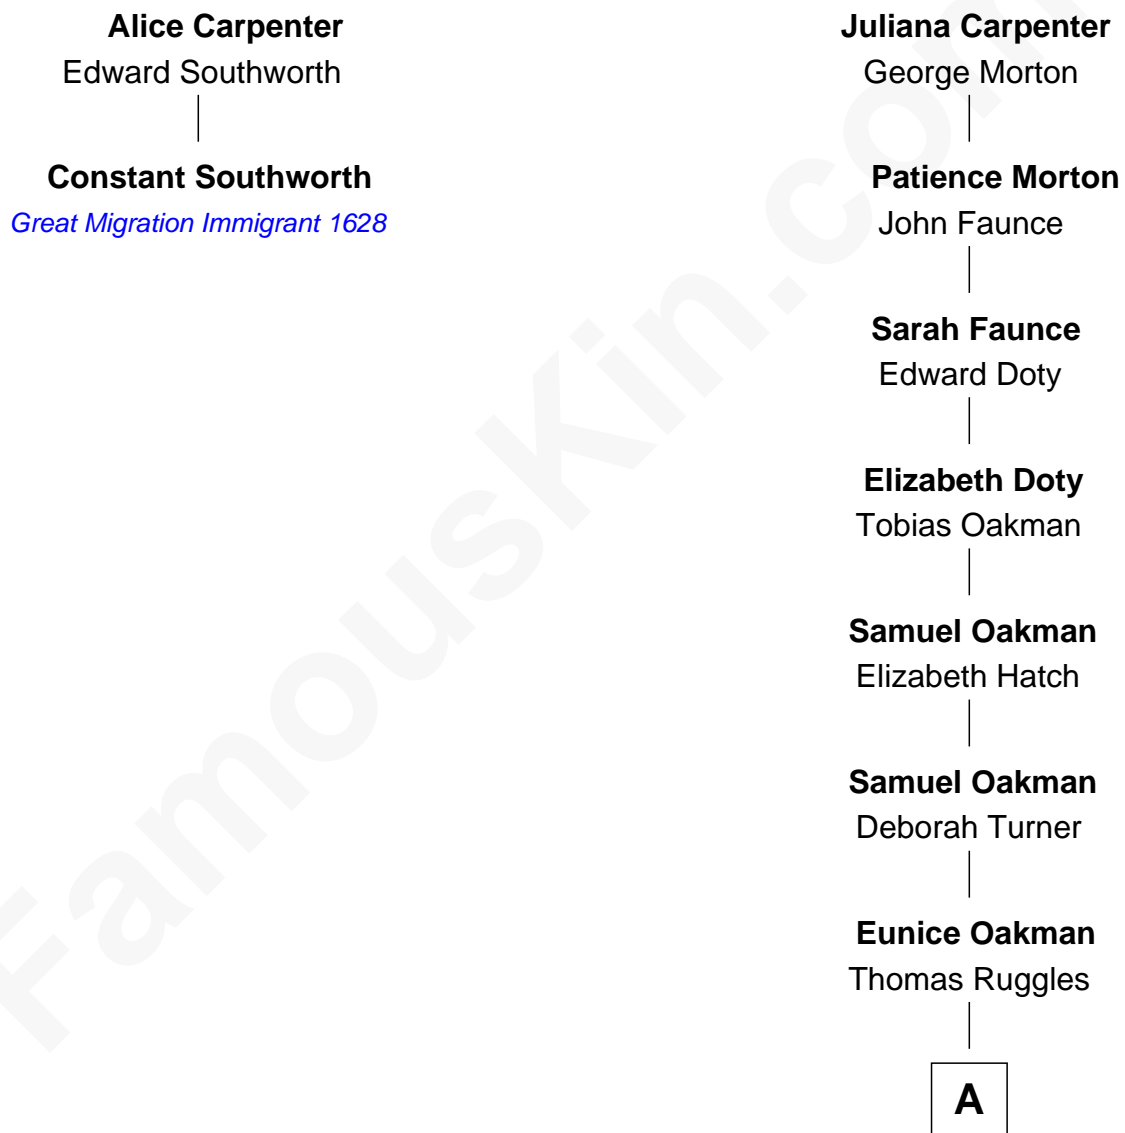 Alice Carpenter
Edward Southworth
Constant Southworth
Great Migration Immigrant 1628
Juliana Carpenter
George Morton
Patience Morton
John Faunce
Sarah Faunce
Edward Doty
Elizabeth Doty
Tobias Oakman
Samuel Oakman
Elizabeth Hatch
Samuel Oakman
Deborah Turner
Eunice Oakman
Thomas Ruggles
A
FamousKin.com